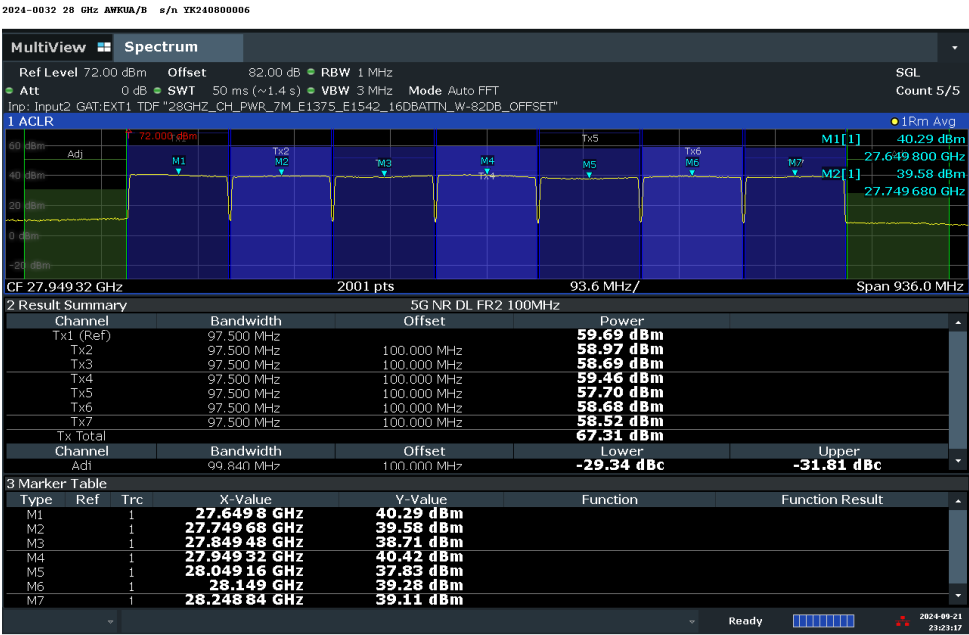 2024-0032 28 GHz AWKUA/B s/n YK240800006
MultiView Spectrum
Ref Level 72.00 dBm Offset 82.00 dB RBW 1 MHz SGL
Att 0 dB SWT 50 ms (~1.4 s) VBW 3 MHz Mode Auto FFT Count 5/5
Inp: Input2 GAT:EXT1 TDF "28GHZ_CH_PWR_7M_E1375_E1542_16DBATTN_W-82DB_OFFSET"
1 ACLR 1Rm Avg
72.000 dBm Tx5 M1[1] 40.29 dBm
60 dBm
Adj Tx2 Tx6 27.649 800 GHz
M1 M2 M3 M4 M5 M6 M7
M2[1] 39.58 dBm
40 dBm Tx4
27.749 680 GHz
20 dBm
0 dBm
-20 dBm
CF 27.949 32 GHz 2001 pts 93.6 MHz/ Span 936.0 MHz
2 Result Summary 5G NR DL FR2 100MHz
Channel Bandwidth Offset Power
Tx1 (Ref) 97.500 MHz 59.69 dBm
Tx2 97.500 MHz 100.000 MHz 58.97 dBm
Tx3 97.500 MHz 100.000 MHz 58.69 dBm
Tx4 97.500 MHz 100.000 MHz 59.46 dBm
Tx5 97.500 MHz 100.000 MHz 57.70 dBm
Tx6 97.500 MHz 100.000 MHz 58.68 dBm
Tx7 97.500 MHz 100.000 MHz 58.52 dBm
Tx Total 67.31 dBm
Channel Bandwidth Offset Lower Upper
Adj 99.840 MHz 100.000 MHz -29.34 dBc -31.81 dBc
3 Marker Table
Type Ref Trc X-Value Y-Value Function Function Result
M1 1 27.649 8 GHz 40.29 dBm
M2 1 27.749 68 GHz 39.58 dBm
M3 1 27.849 48 GHz 38.71 dBm
M4 1 27.949 32 GHz 40.42 dBm
M5 1 28.049 16 GHz 37.83 dBm
M6 1 28.149 GHz 39.28 dBm
M7 1 28.248 84 GHz 39.11 dBm
Ready 2024-09-21
23:23:17